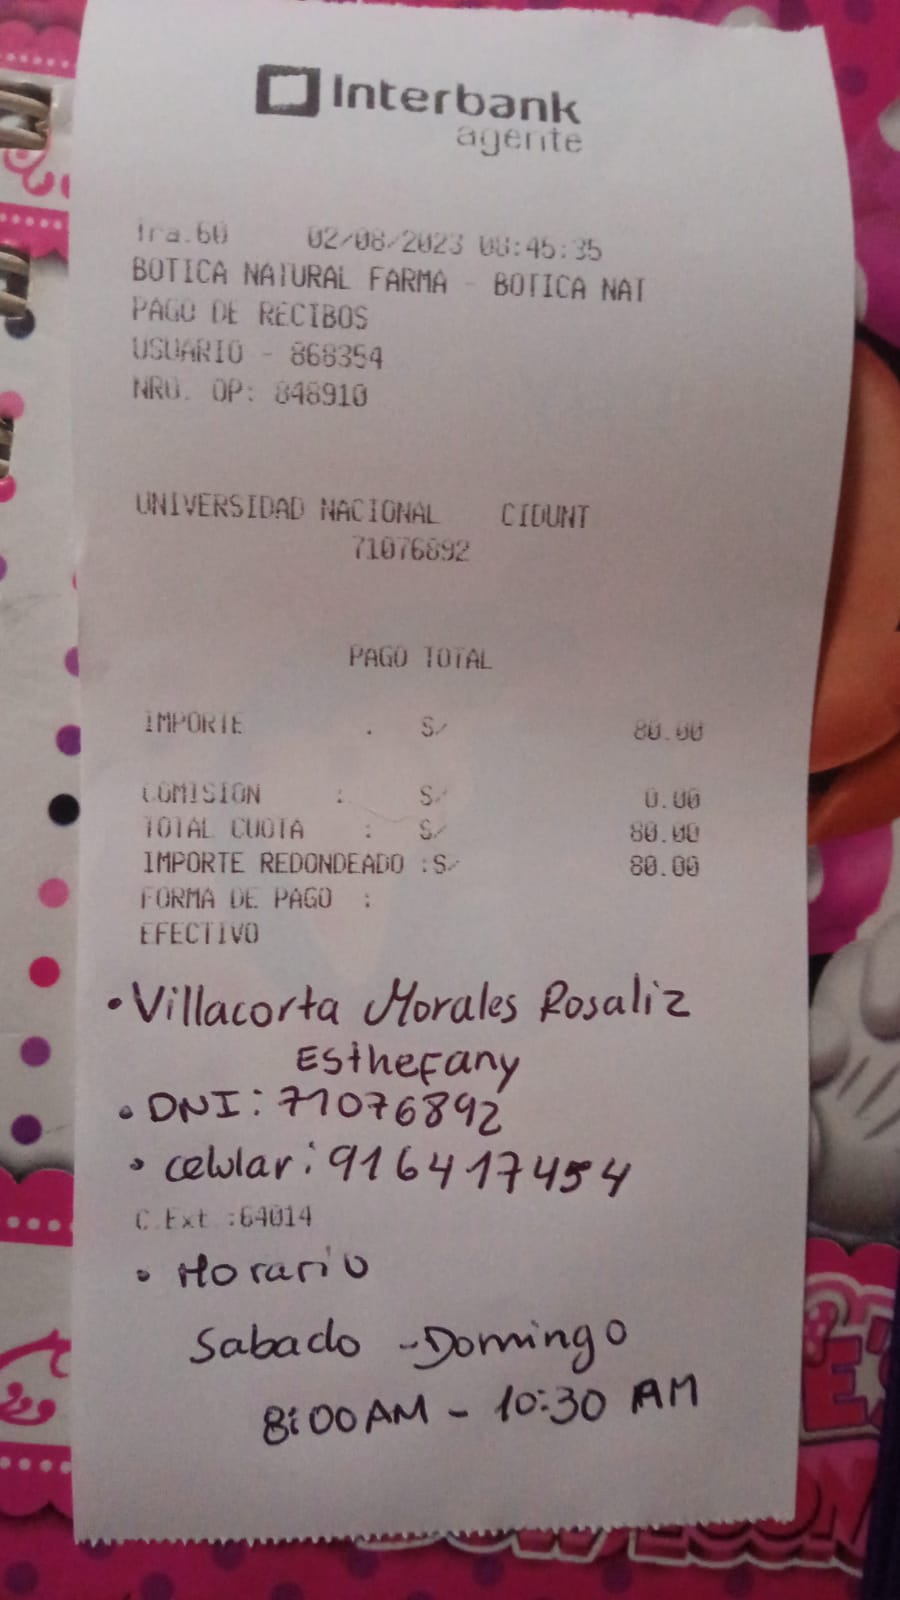 Interbank
agente
Tra.60 02/08/2023 08:45:35
BOTICA NATURAL FARMA - BOTICA NAT
PAGO DE RECIBOS
USUARIO - 868354
NRO. OP: 848910
UNIVERSIDAD NACIONAL CIDUNT
71076892
PAGO TOTAL
IMPORTE . S/ 80.00
COMISION : S/ 0.00
TOTAL CUOTA : S/ 80.00
IMPORTE REDONDEADO :S/ 80.00
FORMA DE PAGO :
EFECTIVO
• Villacorta Morales Rosaliz
Esthefany
• DNI: 71076892
• celular: 916417454
C.Ext :64014
• Horario
Sabado - Domingo
8:00 AM - 10:30 AM